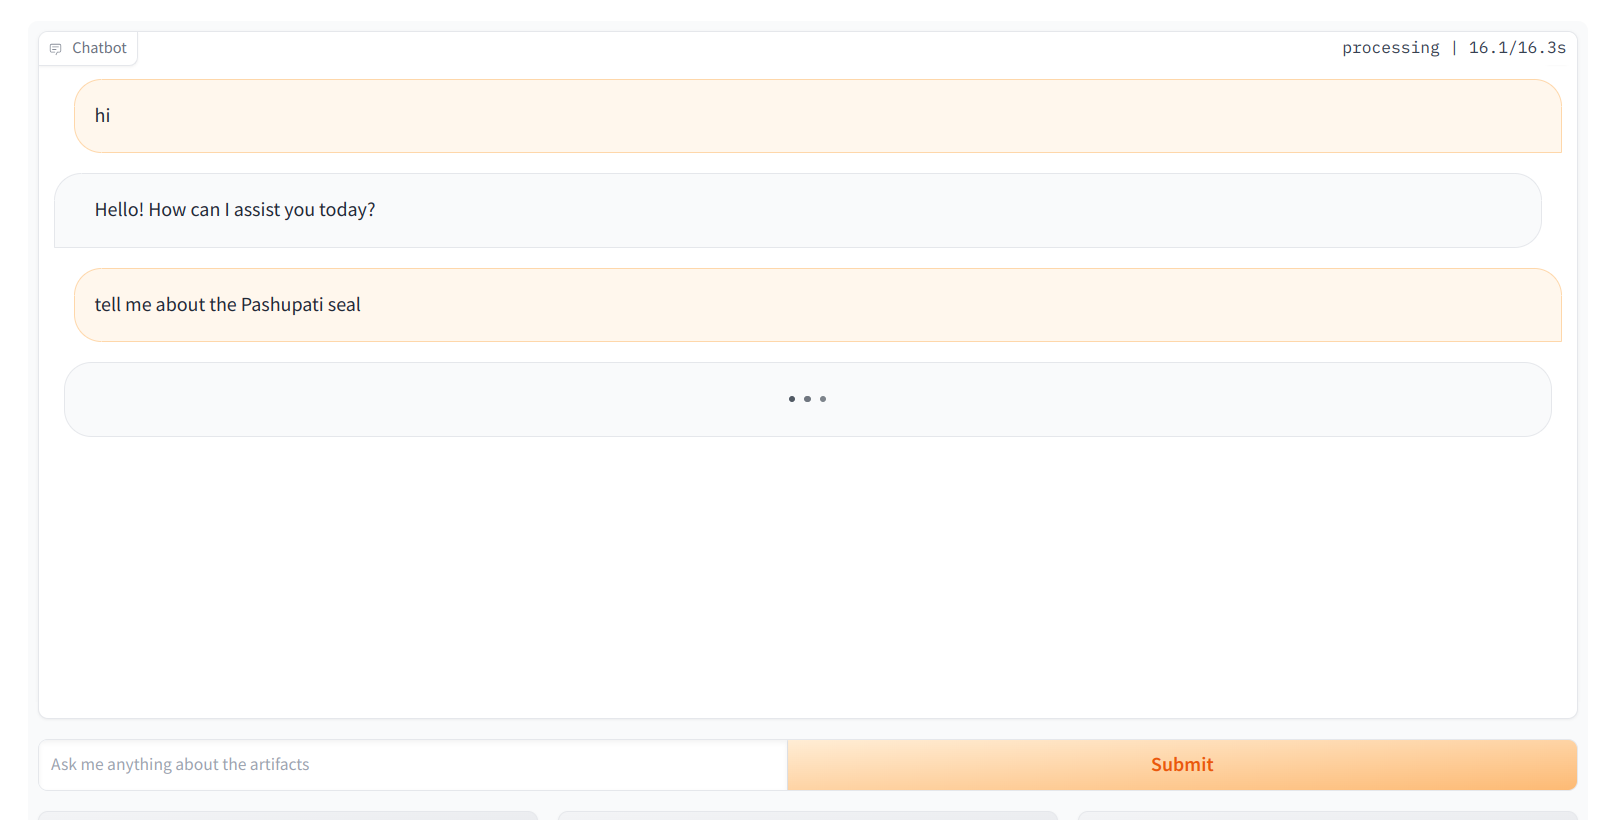 Chatbot
processing | 16.1/16.3s
hi
Hello! How can I assist you today?
tell me about the Pashupati seal
Ask me anything about the artifacts
Submit